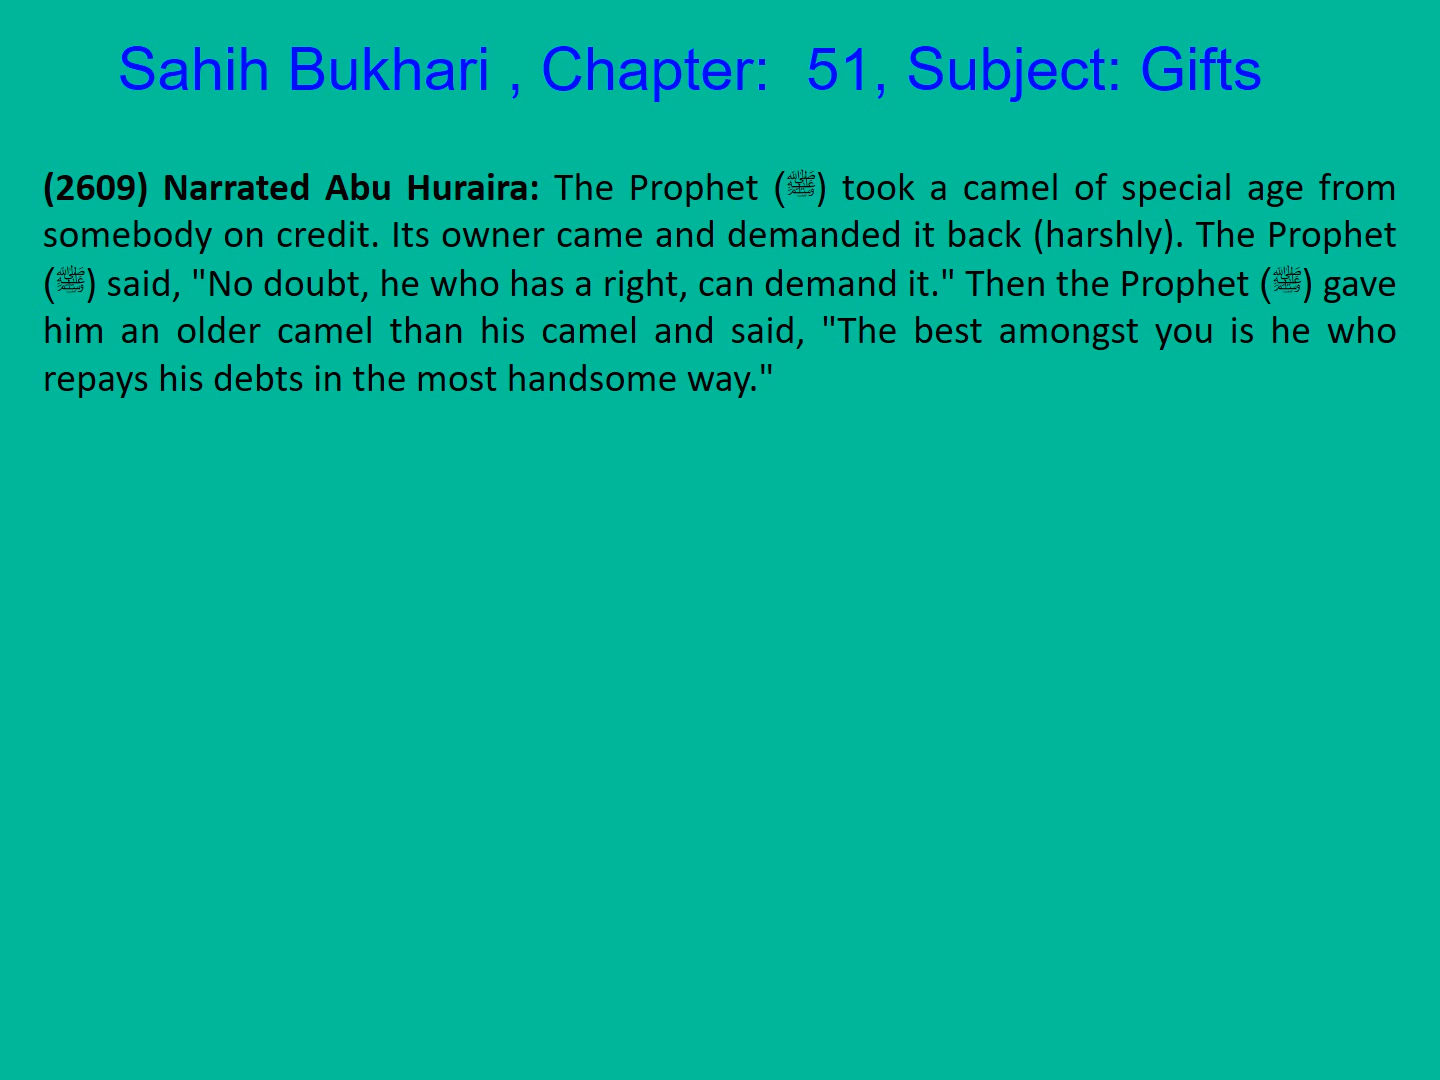 Sahih Bukhari , Chapter:  51, Subject: Gifts
(2609) Narrated Abu Huraira: The Prophet (ﷺ) took a camel of special age from
somebody on credit. Its owner came and demanded it back (harshly). The Prophet
(ﷺ) said, "No doubt, he who has a right, can demand it." Then the Prophet (ﷺ) gave
him an older camel than his camel and said, "The best amongst you is he who
repays his debts in the most handsome way."